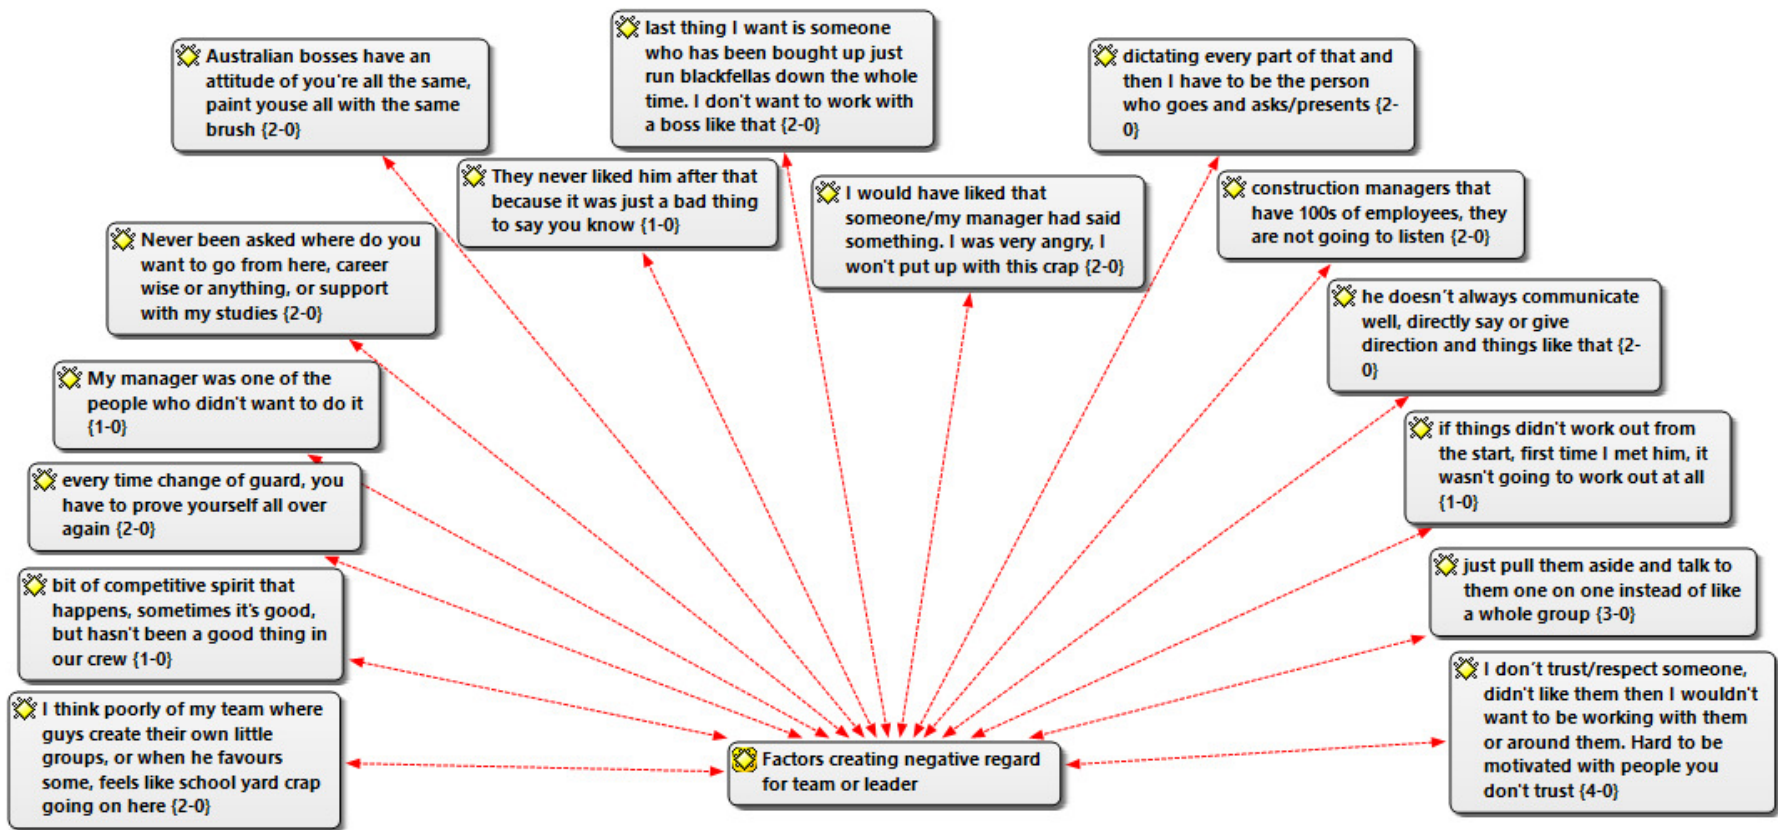 Australian bosses have an
attitude of you're all the same,
paint youse all with the same
brush {2-0}
last thing I want is someone
who has been bought up just
run blackfellas down the whole
time. I don't want to work with
a boss like that {2-0}
dictating every part of that and
then I have to be the person
who goes and asks/presents {2-
0}
They never liked him after that
because it was just a bad thing
to say you know {1-0}
I would have liked that
someone/my manager had said
something. I was very angry, I
won't put up with this crap {2-0}
construction managers that
have 100s of employees, they
are not going to listen {2-0}
Never been asked where do you
want to go from here, career
wise or anything, or support
with my studies {2-0}
he doesn´t always communicate
well, directly say or give
direction and things like that {2-
0}
My manager was one of the
people who didn't want to do it
{1-0}
if things didn't work out from
the start, first time I met him, it
wasn't going to work out at all
{1-0}
every time change of guard, you
have to prove yourself all over
again {2-0}
just pull them aside and talk to
them one on one instead of like
a whole group {3-0}
bit of competitive spirit that
happens, sometimes it's good,
but hasn't been a good thing in
our crew {1-0}
I don´t trust/respect someone,
didn't like them then I wouldn't
want to be working with them
or around them. Hard to be
motivated with people you
don't trust {4-0}
I think poorly of my team where
guys create their own little
groups, or when he favours
some, feels like school yard crap
going on here {2-0}
Factors creating negative regard
for team or leader